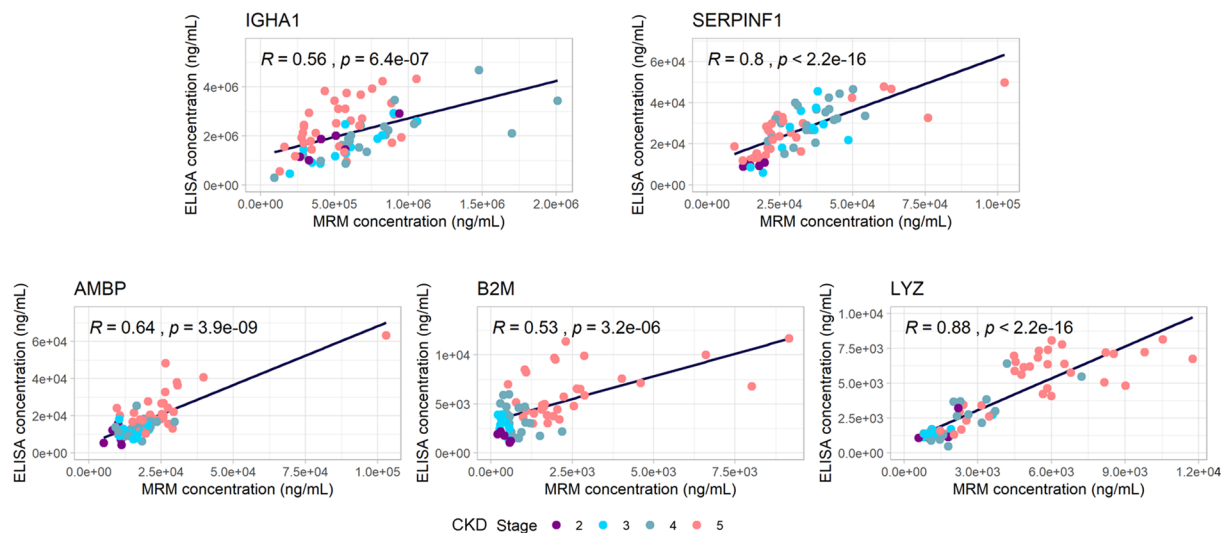 IGHA1
R = 0.56 , p = 6.4e-07
ELISA concentration (ng/mL)
4e+06
2e+06
0e+00
0.0e+00 5.0e+05 1.0e+06 1.5e+06 2.0e+06
MRM concentration (ng/mL)
SERPINF1
R = 0.8 , p < 2.2e-16
ELISA concentration (ng/mL)
6e+04
4e+04
2e+04
0e+00
0.0e+00 2.5e+04 5.0e+04 7.5e+04 1.0e+05
MRM concentration (ng/mL)
AMBP
R = 0.64 , p = 3.9e-09
ELISA concentration (ng/mL)
6e+04
4e+04
2e+04
0e+00
0.0e+00 2.5e+04 5.0e+04 7.5e+04 1.0e+05
MRM concentration (ng/mL)
B2M
R = 0.53 , p = 3.2e-06
ELISA concentration (ng/mL)
1e+04
5e+03
0e+00
0.0e+00 2.5e+03 5.0e+03 7.5e+03
MRM concentration (ng/mL)
LYZ
R = 0.88 , p < 2.2e-16
ELISA concentration (ng/mL)
1.0e+04
7.5e+03
5.0e+03
2.5e+03
0.0e+00
0.0e+00 3.0e+03 6.0e+03 9.0e+03 1.2e+04
MRM concentration (ng/mL)
CKD Stage 2 3 4 5